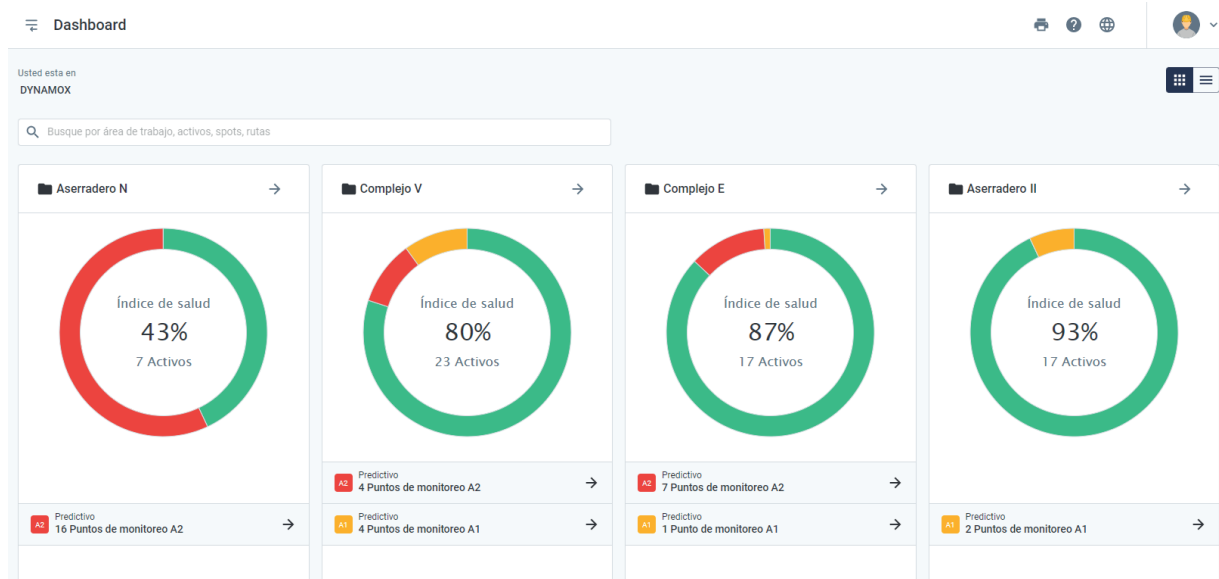 Dashboard
Usted esta en
DYNAMOX
Busque por área de trabajo, activos, spots, rutas
Aserradero N
Índice de salud
43%
7 Activos
A2
Predictivo
16 Puntos de monitoreo A2
Complejo V
Índice de salud
80%
23 Activos
A2
Predictivo
4 Puntos de monitoreo A2
A1
Predictivo
4 Puntos de monitoreo A1
Complejo E
Índice de salud
87%
17 Activos
A2
Predictivo
7 Puntos de monitoreo A2
A1
Predictivo
1 Punto de monitoreo A1
Aserradero II
Índice de salud
93%
17 Activos
A1
Predictivo
2 Puntos de monitoreo A1